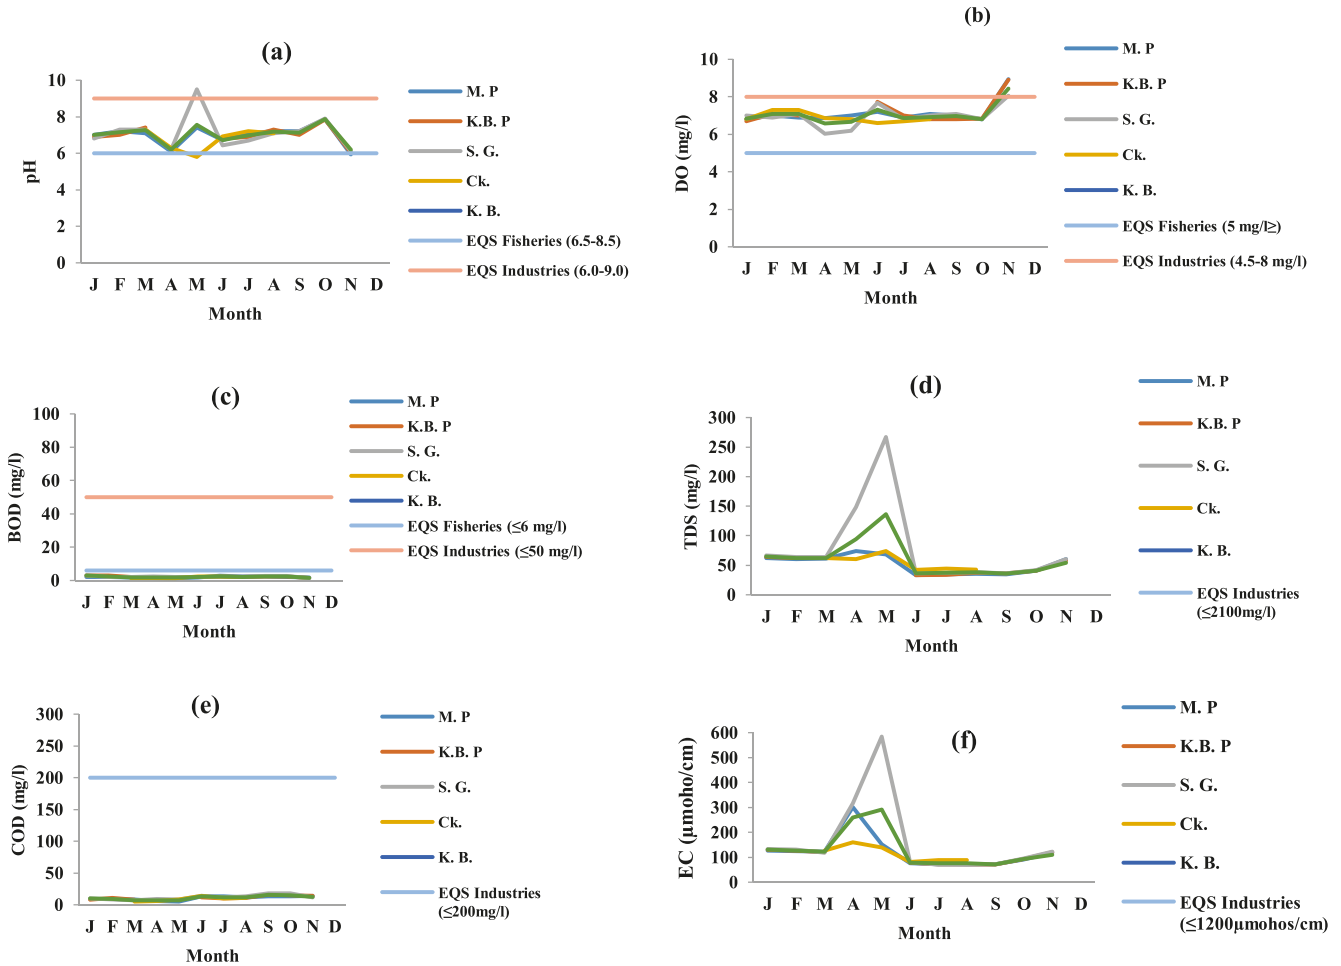 (a)
10
8
6
4
2
0
pH
J F M A M J J A S O N D
Month
M. P
K.B. P
S. G.
Ck.
K. B.
EQS Fisheries (6.5-8.5)
EQS Industries (6.0-9.0)
(b)
10
8
6
4
2
0
DO (mg/l)
J F M A M J J A S O N D
Month
M. P
K.B. P
S. G.
Ck.
K. B.
EQS Fisheries (5 mg/l≥)
EQS Industries (4.5-8 mg/l)
(c)
100
80
60
40
20
0
BOD (mg/l)
J F M A M J J A S O N D
Month
M. P
K.B. P
S. G.
Ck.
K. B.
EQS Fisheries (≤6 mg/l)
EQS Industries (≤50 mg/l)
(d)
300
250
200
150
100
50
0
TDS (mg/l)
J F M A M J J A S O N D
Month
M. P
K.B. P
S. G.
Ck.
K. B.
EQS Industries
(≤2100mg/l)
(e)
300
250
200
150
100
50
0
COD (mg/l)
J F M A M J J A S O N D
Month
M. P
K.B. P
S. G.
Ck.
K. B.
EQS Industries
(≤200mg/l)
(f)
600
500
400
300
200
100
0
EC (µmoho/cm)
J F M A M J J A S O N D
Month
M. P
K.B. P
S. G.
Ck.
K. B.
EQS Industries
(≤1200µmohos/cm)